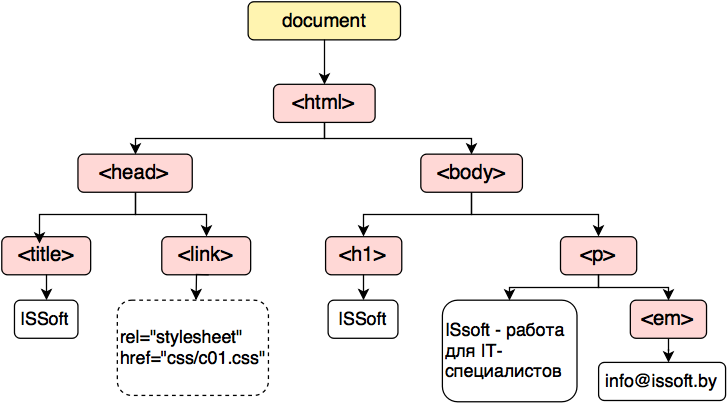 document
<html>
<head>
<body>
<title>
<link>
<h1>
<p>
ISSoft
rel="stylesheet"
href="css/c01.css"
ISSoft
ISsoft - работа
для IT-
специалистов
<em>
info@issoft.by